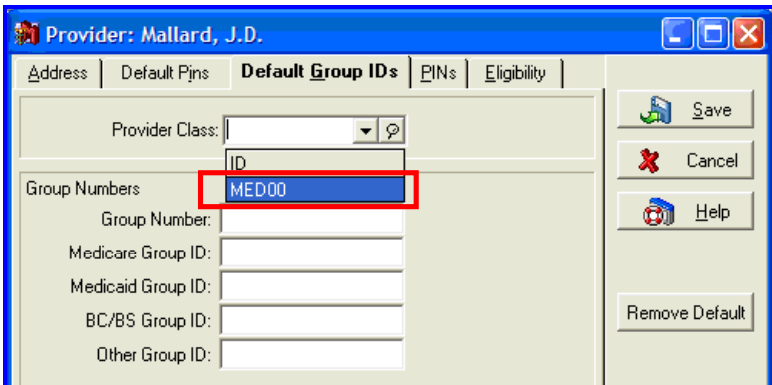 Provider: Mallard, J.D.
Address Default Pins Default Group IDs PINs Eligibility
Provider Class:
ID
MED00
Group Numbers
Group Number:
Medicare Group ID:
Medicaid Group ID:
BC/BS Group ID:
Other Group ID:
Save
Cancel
Help
Remove Default